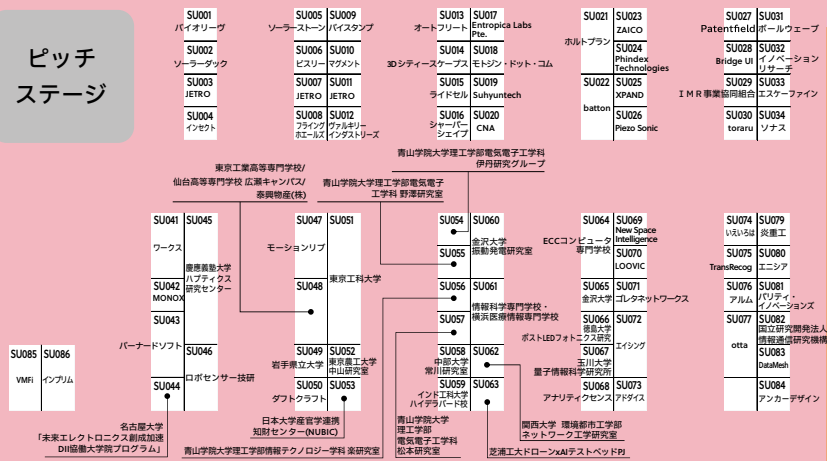 ピッチ
ステージ
SU001
バイオリーヴ
SU002
ソーラーダック
SU003
JETRO
SU004
インセクト
SU005
ソーラーストーン
SU006
ビスリー
SU007
JETRO
SU008
フライング
ホエールズ
SU009
バイスタンプ
SU010
マグメント
SU011
JETRO
SU012
ヴァルキリー
インダストリーズ
SU013
オートフリート
SU014
3Dシティースケープス
SU015
ライドセル
SU016
シャーパー
シェイプ
SU017
Entropica Labs
Pte.
SU018
モトジン・ドット・コム
SU019
Suhyuntech
SU020
CNA
SU021
ホルトプラン
SU022
batton
SU023
ZAICO
SU024
Phindex
Technologies
SU025
XPAND
SU026
Piezo Sonic
SU027
Patentfield
SU028
Bridge UI
SU029
IMR事業協同組合
SU030
toraru
SU031
ボールウェーブ
SU032
イノベーション
リサーチ
SU033
エスケーファイン
SU034
ソナス
東京工業高等専門学校/
仙台高等専門学校 広瀬キャンパス/
泰興物産(株)
青山学院大学理工学部電気電子工学科
伊丹研究グループ
青山学院大学理工学部電気電子
工学科 野澤研究室
SU041
ワークス
SU042
MONOX
SU043
バーナードソフト
SU044
SU045
慶應義塾大学
ハプティクス
研究センター
SU046
ロボセンサー技研
SU047
モーションリブ
SU048
SU049
岩手県立大学
SU050
ダフトクラフト
SU051
東京工科大学
SU052
東京農工大学
中山研究室
SU053
SU054
SU055
SU056
SU057
SU058
中部大学
常川研究室
SU059
インド工科大学
ハイデラバード校
SU060
金沢大学
振動発電研究室
SU061
情報科学専門学校・
横浜医療情報専門学校
SU062
SU063
SU064
ECCコンピュータ
専門学校
SU065
金沢大学
SU066
徳島大学
ポストLEDフォトニクス研究
SU067
玉川大学
量子情報科学研究所
SU068
アナリティクセンス
SU069
New Space
Intelligence
SU070
LOOVIC
SU071
ゴレタネットワークス
SU072
エイシング
SU073
アドダイス
SU074
いえいろは
SU075
TransRecog
SU076
アルム
SU077
otta
SU079
炎重工
SU080
エニシア
SU081
パリティ・
イノベーションズ
SU082
国立研究開発法人
情報通信研究機構
SU083
DataMesh
SU084
アンカーデザイン
SU085
VMFi
SU086
インプリム
名古屋大学
「未来エレクトロニクス創成加速
DII協働大学院プログラム」
日本大学産官学連携
知財センター(NUBIC)
青山学院大学理工学部情報テクノロジー学科 楽研究室
青山学院大学
理工学部
電気電子工学科
松本研究室
関西大学 環境都市工学部
ネットワーク工学研究室
芝浦工大ドローンxAIテストベッドPJ